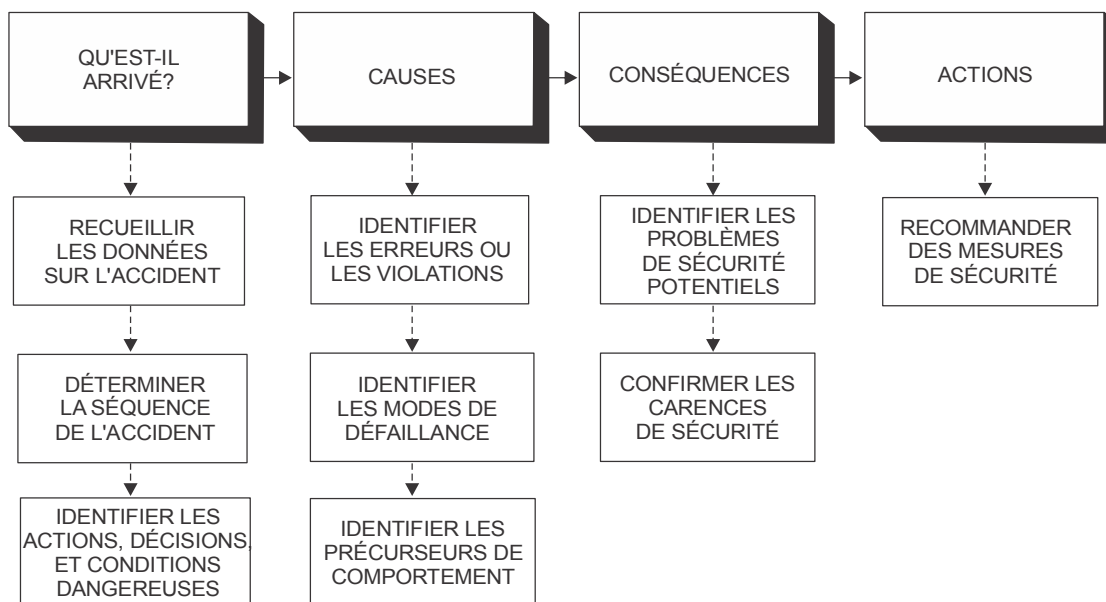 QU'EST-IL
ARRIVÉ?
CAUSES
CONSÉQUENCES
ACTIONS
RECUEILLIR
LES DONNÉES
SUR L'ACCIDENT
IDENTIFIER
LES ERREURS OU
LES VIOLATIONS
IDENTIFIER LES
PROBLÈMES
DE SÉCURITÉ
POTENTIELS
RECOMMANDER
DES MESURES
DE SÉCURITÉ
DÉTERMINER
LA SÉQUENCE
DE L'ACCIDENT
IDENTIFIER
LES MODES DE
DÉFAILLANCE
CONFIRMER LES
CARENCES
DE SÉCURITÉ
IDENTIFIER LES
ACTIONS, DÉCISIONS,
ET CONDITIONS
DANGEREUSES
IDENTIFIER LES
PRÉCURSEURS DE
COMPORTEMENT